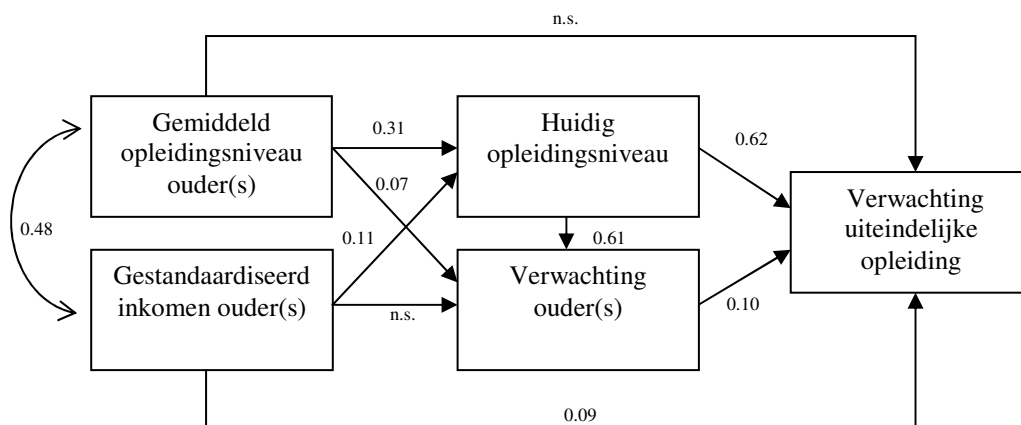 n.s.
Gemiddeld
opleidingsniveau
ouder(s)
0.31
Huidig
opleidingsniveau
0.62
0.07
Verwachting
uiteindelijke
opleiding
0.48
0.11
0.61
Gestandaardiseerd
inkomen ouder(s)
n.s.
Verwachting
ouder(s)
0.10
0.09